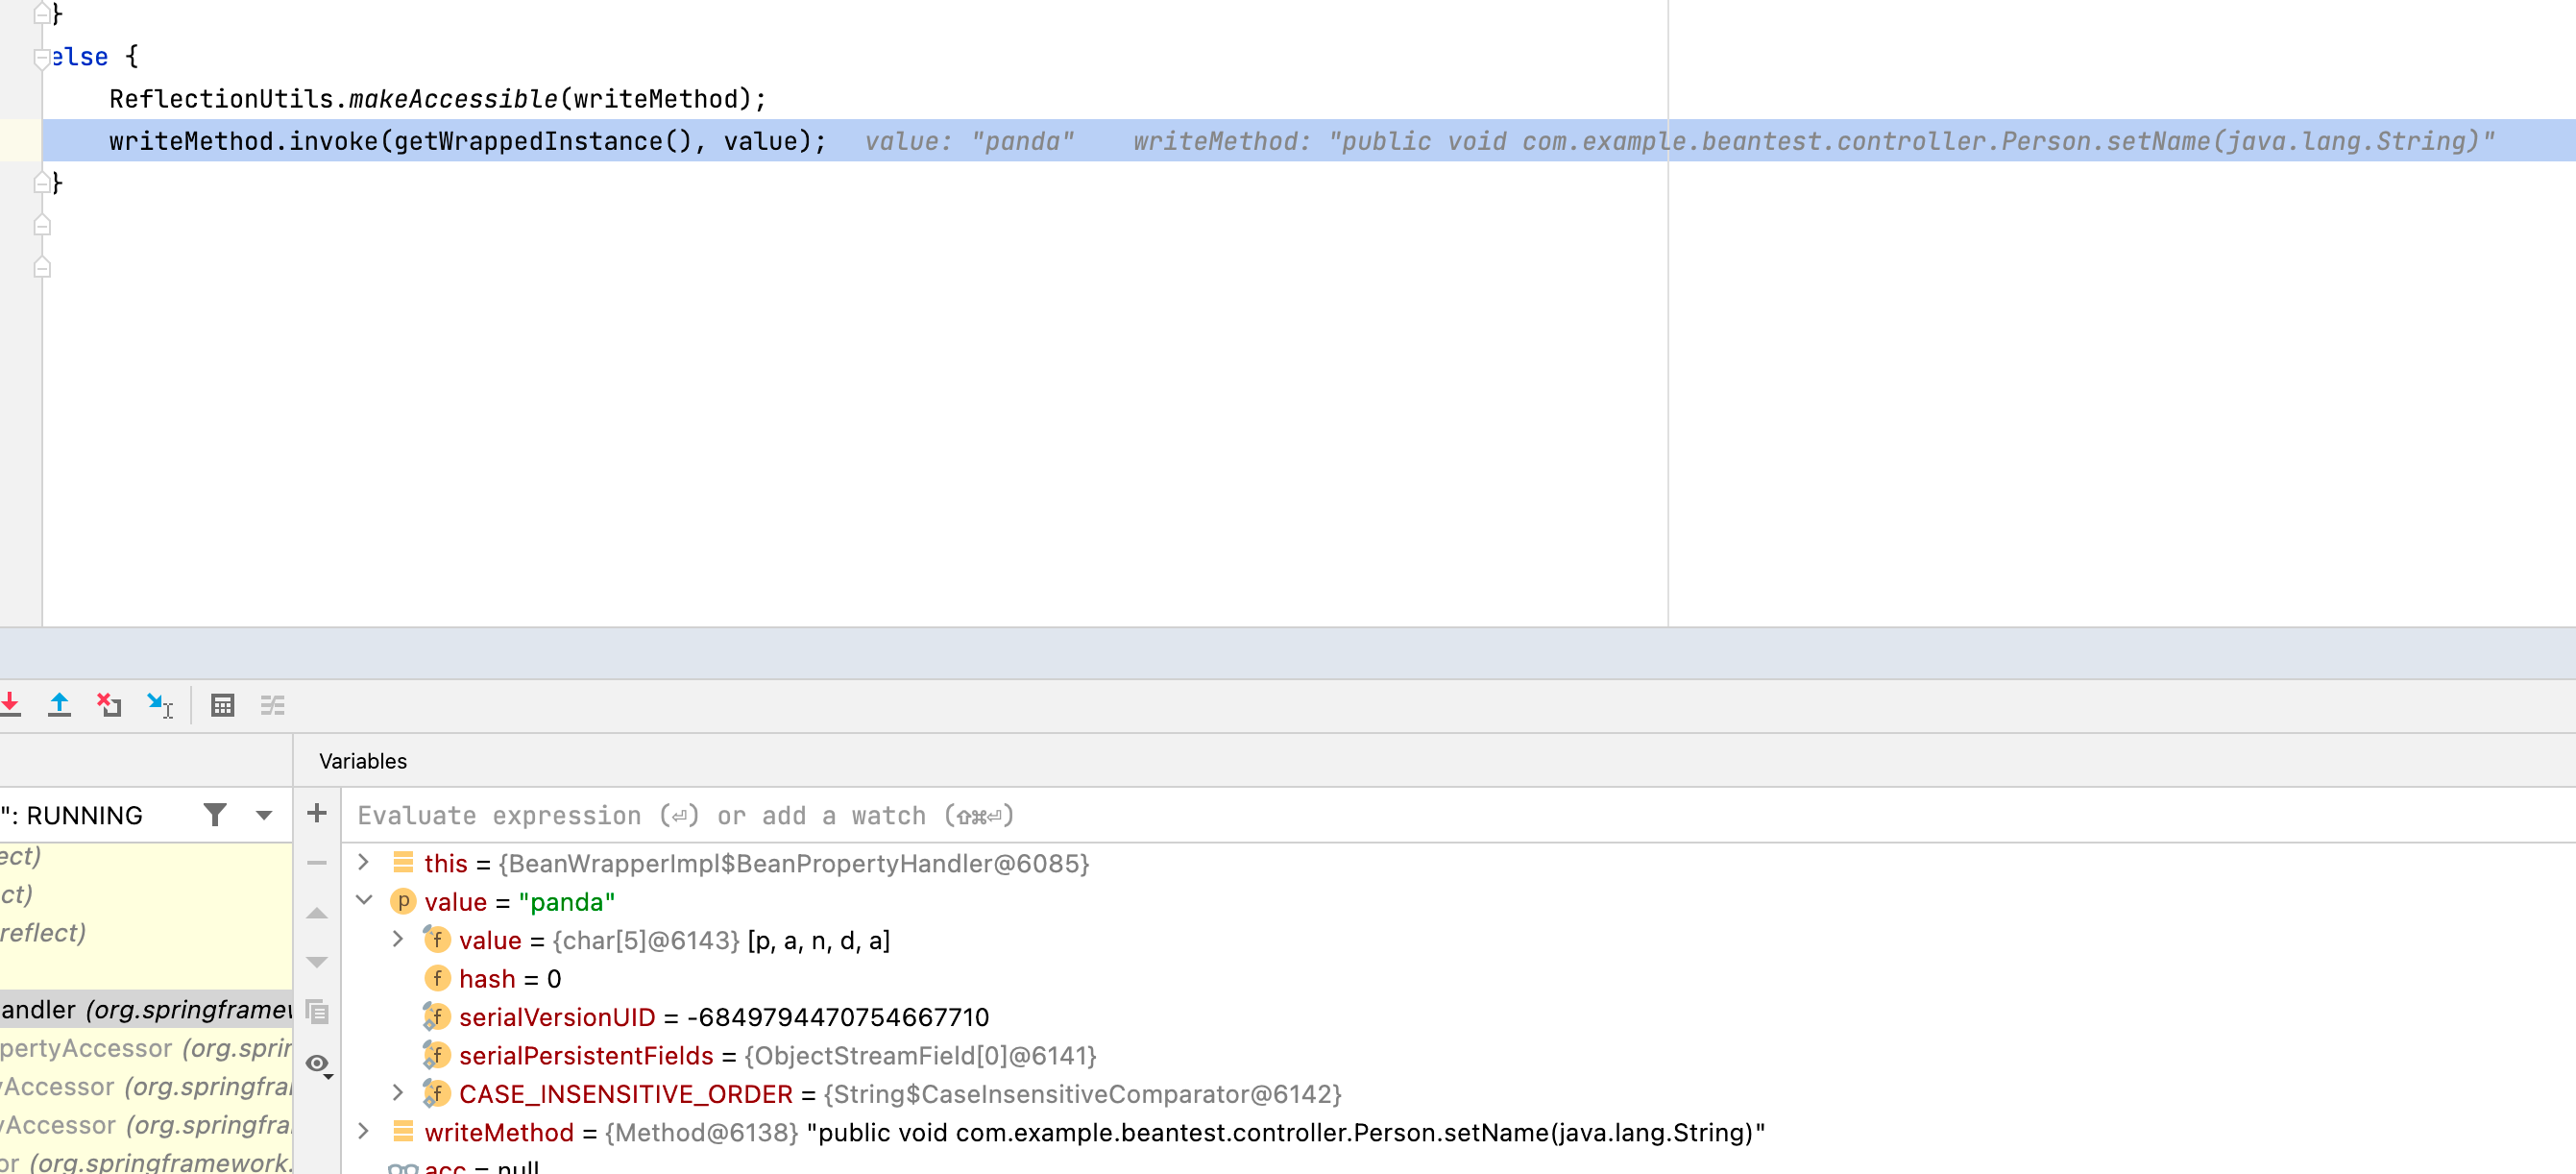 }
else {
ReflectionUtils.makeAccessible(writeMethod);
writeMethod.invoke(getWrappedInstance(), value); value: "panda" writeMethod: "public void com.example.beantest.controller.Person.setName(java.lang.String)"
}
Variables
": RUNNING
Evaluate expression (⏎) or add a watch (⇧⌘⏎)
ect)
ct)
reflect)
andler (org.springframew
pertyAccessor (org.sprin
yAccessor (org.springfra
yAccessor (org.springfra
or (org.springframework.
this = {BeanWrapperImpl$BeanPropertyHandler@6085}
value = "panda"
value = {char[5]@6143} [p, a, n, d, a]
hash = 0
serialVersionUID = -6849794470754667710
serialPersistentFields = {ObjectStreamField[0]@6141}
CASE_INSENSITIVE_ORDER = {String$CaseInsensitiveComparator@6142}
writeMethod = {Method@6138} "public void com.example.beantest.controller.Person.setName(java.lang.String)"
acc = null